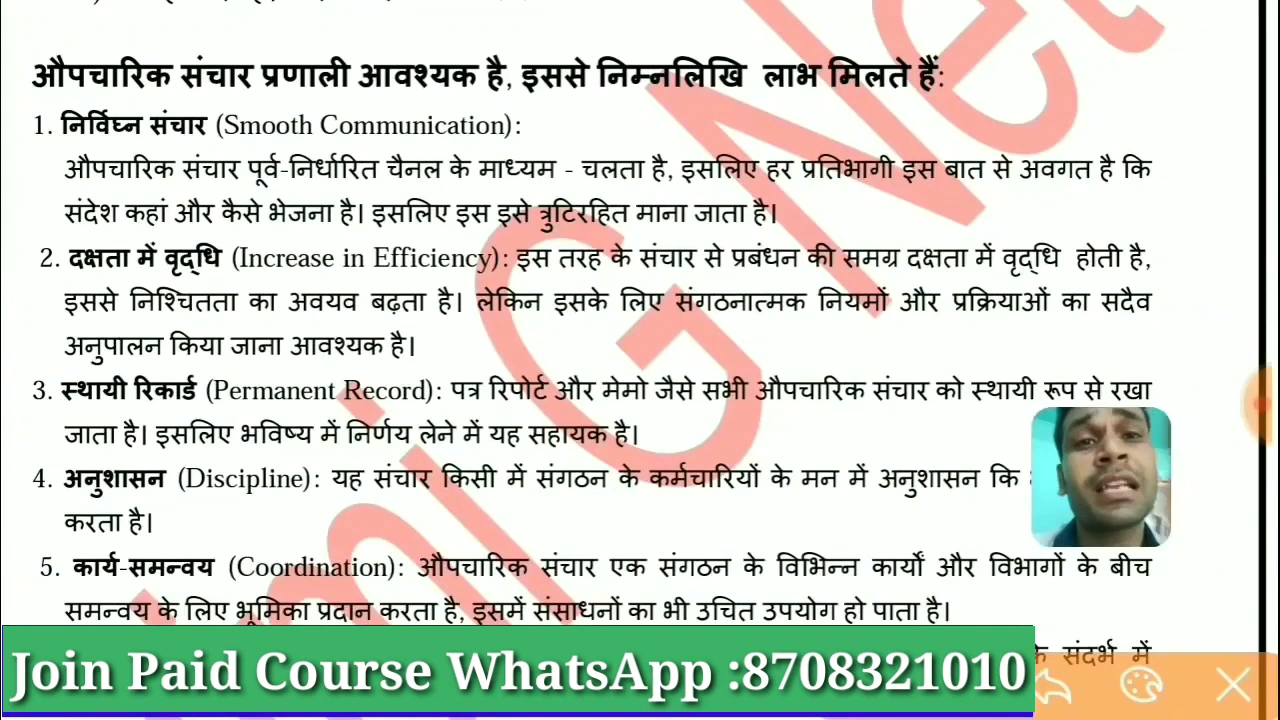 औपचारिक संचार प्रणाली आवश्यक है, इससे निम्नलिखि लाभ मिलते हैं:
1. निर्विघ्न संचार (Smooth Communication):
औपचारिक संचार पूर्व-निर्धारित चैनल के माध्यम - चलता है, इसलिए हर प्रतिभागी इस बात से अवगत है कि
संदेश कहां और कैसे भेजना है। इसलिए इस इसे त्रुटिरहित माना जाता है।
2. दक्षता में वृद्धि (Increase in Efficiency): इस तरह के संचार से प्रबंधन की समग्र दक्षता में वृद्धि होती है,
इससे निश्चितता का अवयव बढ़ता है। लेकिन इसके लिए संगठनात्मक नियमों और प्रक्रियाओं का सदैव
अनुपालन किया जाना आवश्यक है।
3. स्थायी रिकार्ड (Permanent Record): पत्र रिपोर्ट और मेमो जैसे सभी औपचारिक संचार को स्थायी रूप से रखा
जाता है। इसलिए भविष्य में निर्णय लेने में यह सहायक है।
4. अनुशासन (Discipline): यह संचार किसी में संगठन के कर्मचारियों के मन में अनुशासन कि
करता है।
5. कार्य-समन्वय (Coordination): औपचारिक संचार एक संगठन के विभिन्न कार्यों और विभागों के बीच
समन्वय के लिए भूमिका प्रदान करता है, इसमें संसाधनों का भी उचित उपयोग हो पाता है।
संदर्भ में
Join Paid Course WhatsApp :8708321010